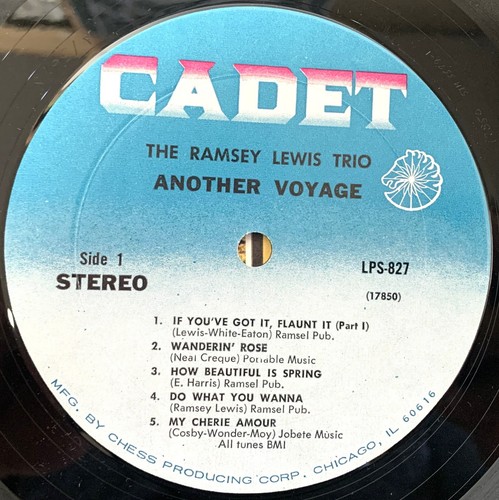 CADET
THE RAMSEY LEWIS TRIO
ANOTHER VOYAGE
Side 1
STEREO
LPS-827
(17850)
1. IF YOU'VE GOT IT, FLAUNT IT (Part I)
(Lewis-White-Eaton) Ramsel Pub.
2. WANDERIN' ROSE
(Neal Creque) Portable Music
3. HOW BEAUTIFUL IS SPRING
(E. Harris) Ramsel Pub.
4. DO WHAT YOU WANNA
(Ramsey Lewis) Ramsel Pub.
5. MY CHERIE AMOUR
(Cosby-Wonder-Moy) Jobete Music
All tunes BMI
MFG. BY CHESS PRODUCING CORP. CHICAGO, IL 60616